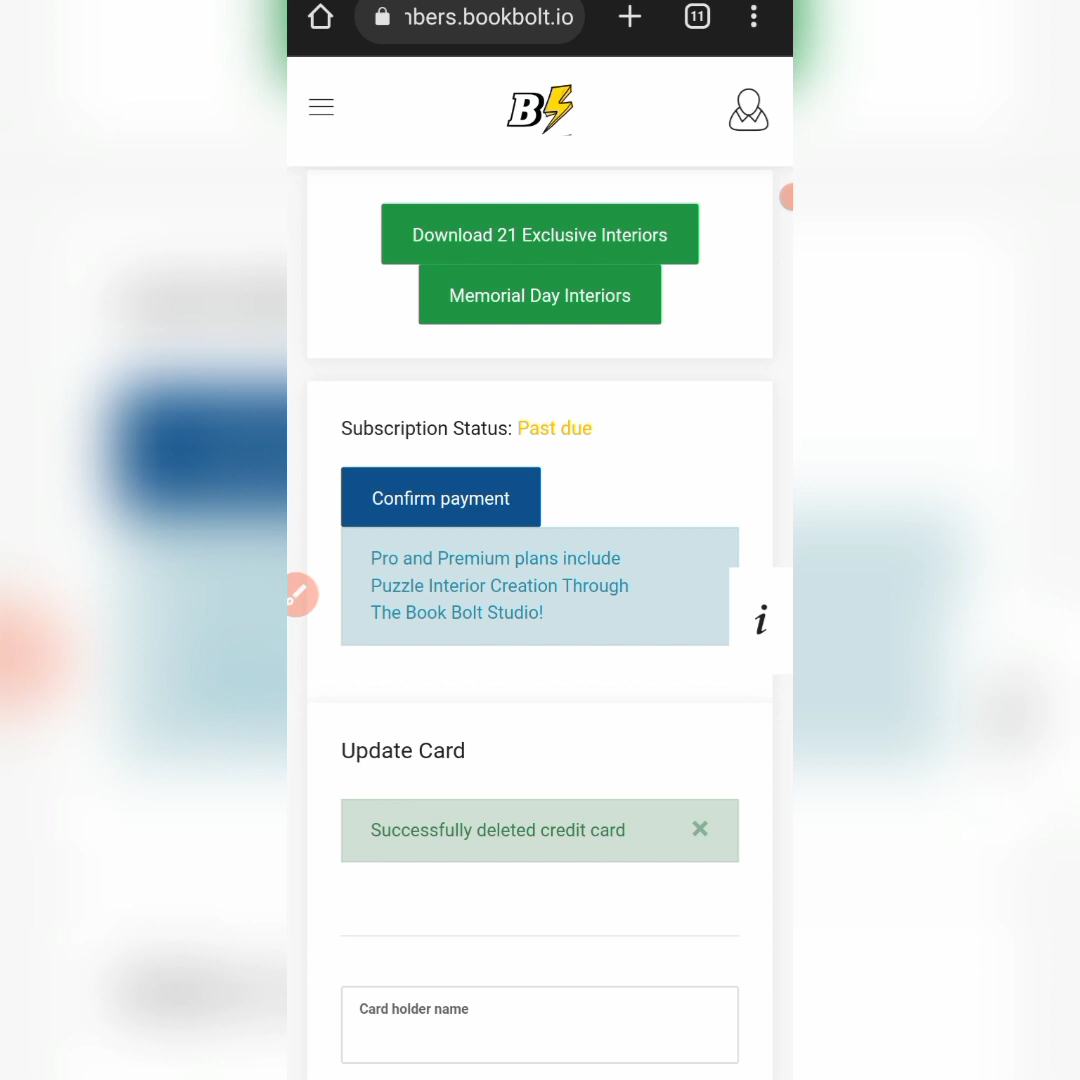 mbers.bookbolt.io
11
B
Download 21 Exclusive Interiors
Memorial Day Interiors
Subscription Status: Past due
Confirm payment
Pro and Premium plans include
Puzzle Interior Creation Through
The Book Bolt Studio!
i
Update Card
Successfully deleted credit card
Card holder name